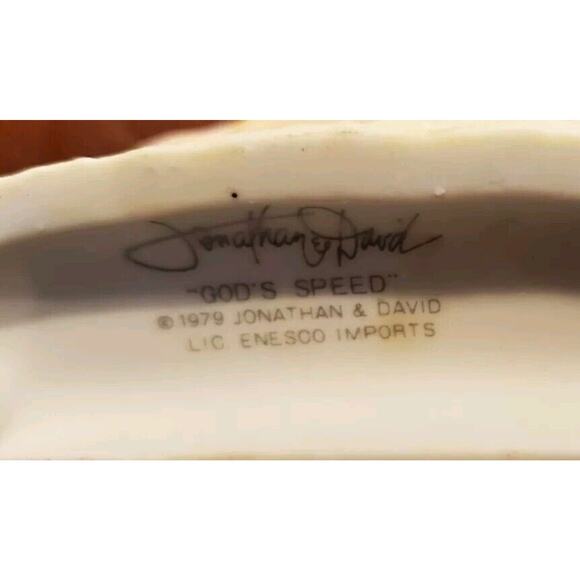 Jonathan & David
"GOD'S SPEED"
© 1979 JONATHAN & DAVID
LIC. ENESCO IMPORTS